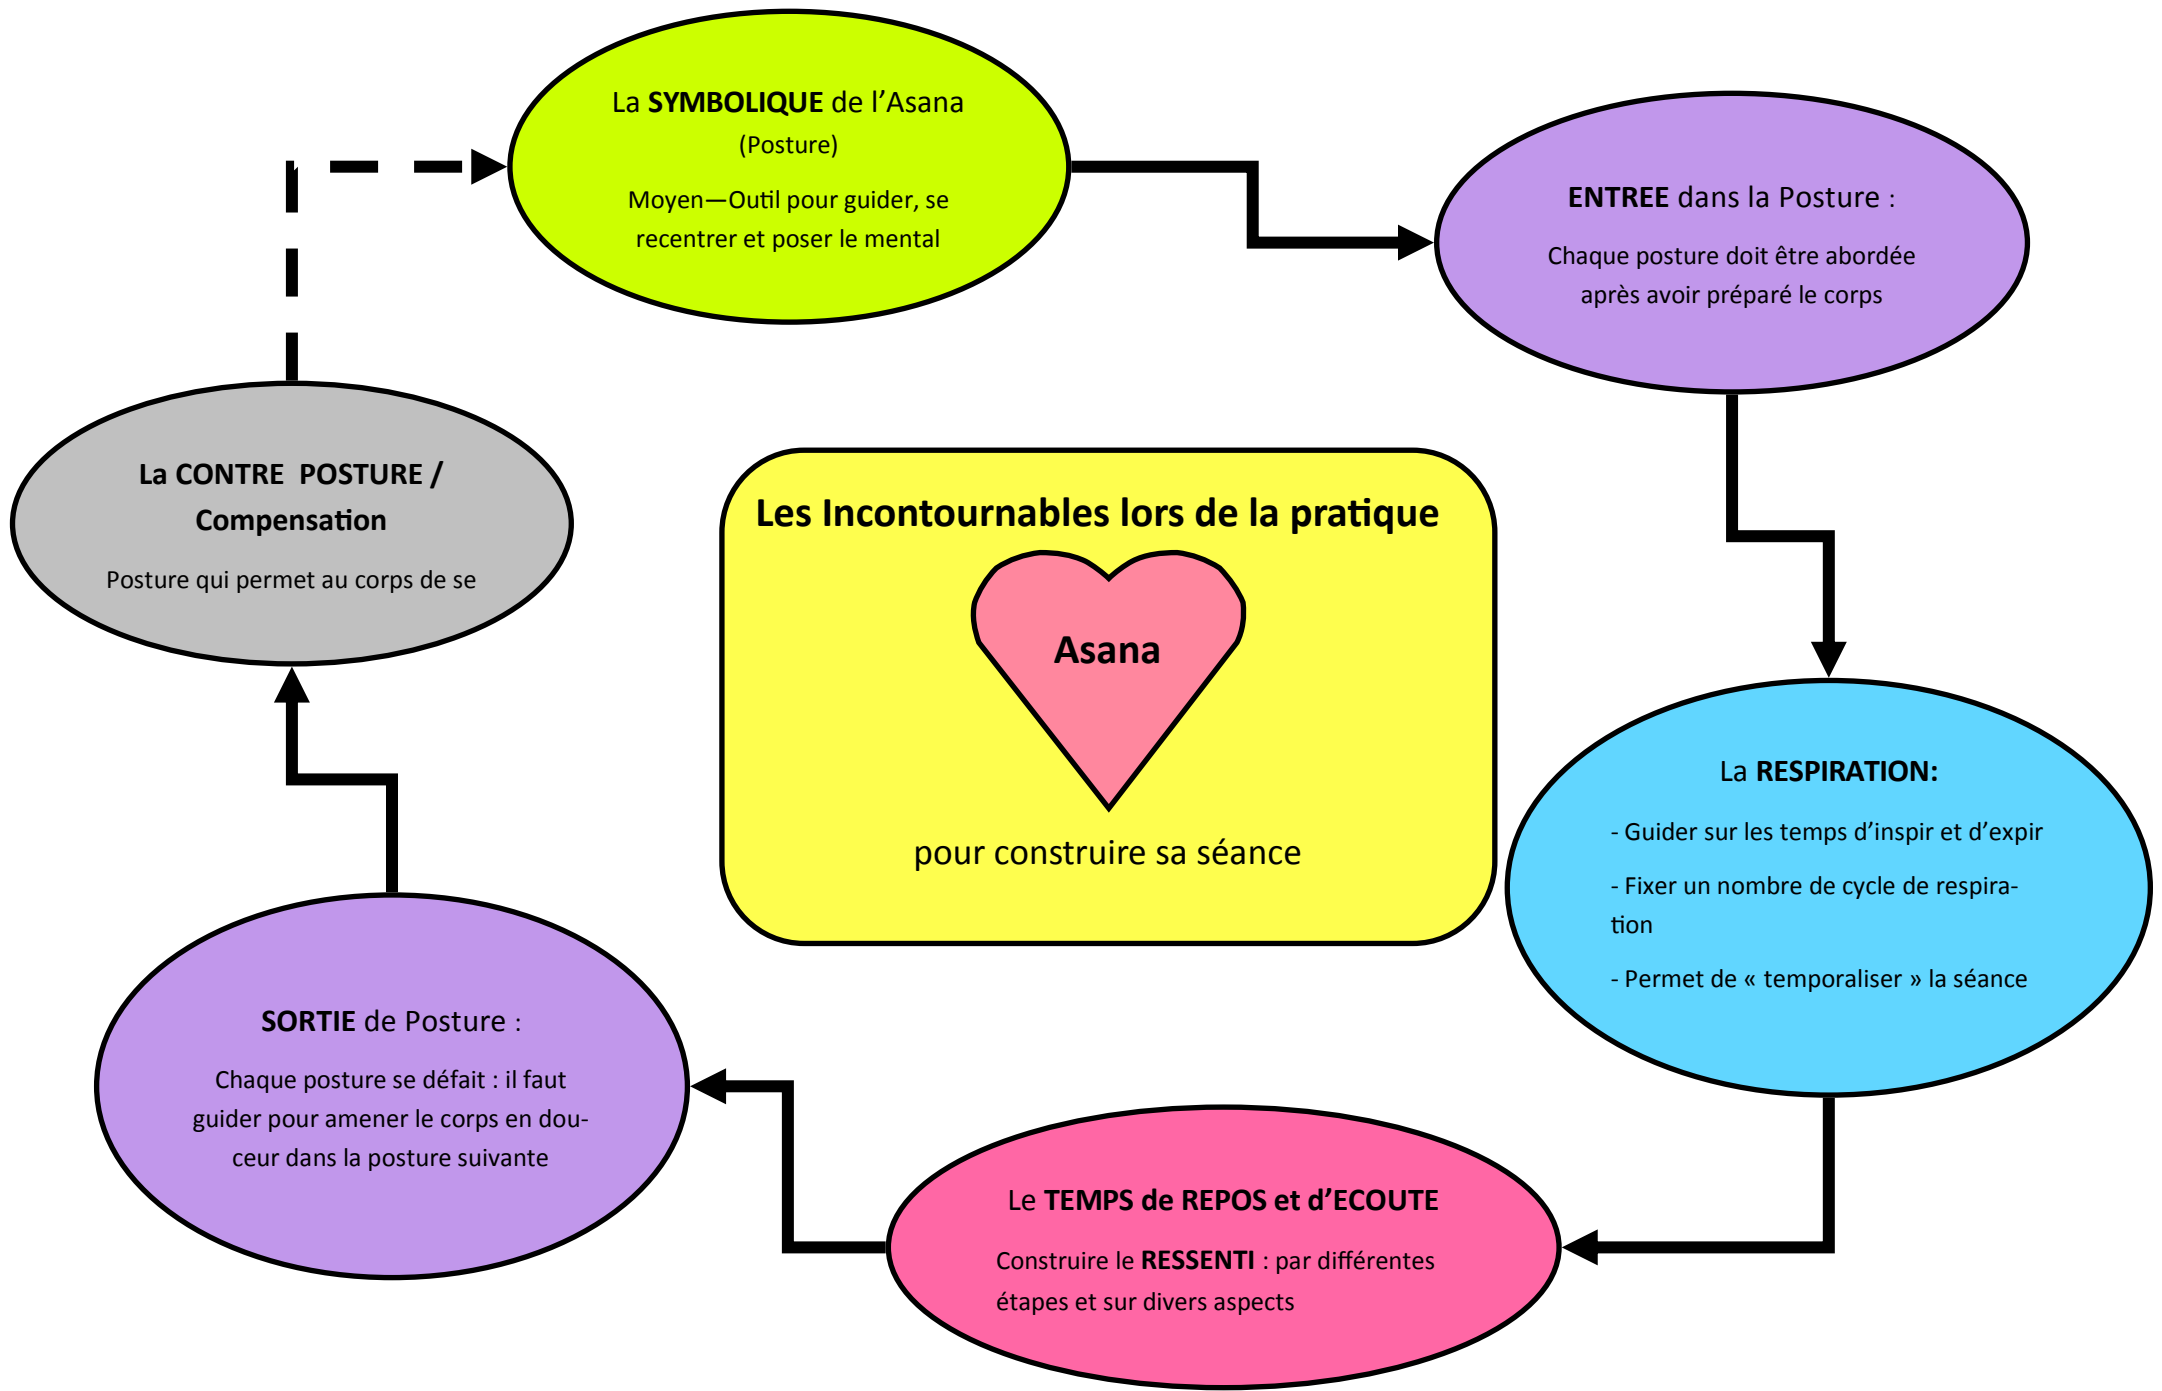 La SYMBOLIQUE de l’Asana
(Posture)
Moyen—Outil pour guider, se
recentrer et poser le mental
ENTREE dans la Posture :
Chaque posture doit être abordée
après avoir préparé le corps
La RESPIRATION:
- Guider sur les temps d’inspir et d’expir
- Fixer un nombre de cycle de respira-
tion
- Permet de « temporaliser » la séance
Le TEMPS de REPOS et d’ECOUTE
Construire le RESSENTI : par différentes
étapes et sur divers aspects
SORTIE de Posture :
Chaque posture se défait : il faut
guider pour amener le corps en dou-
ceur dans la posture suivante
La CONTRE  POSTURE /
Compensation
Posture qui permet au corps de se
Les Incontournables lors de la pratique
Asana
pour construire sa séance